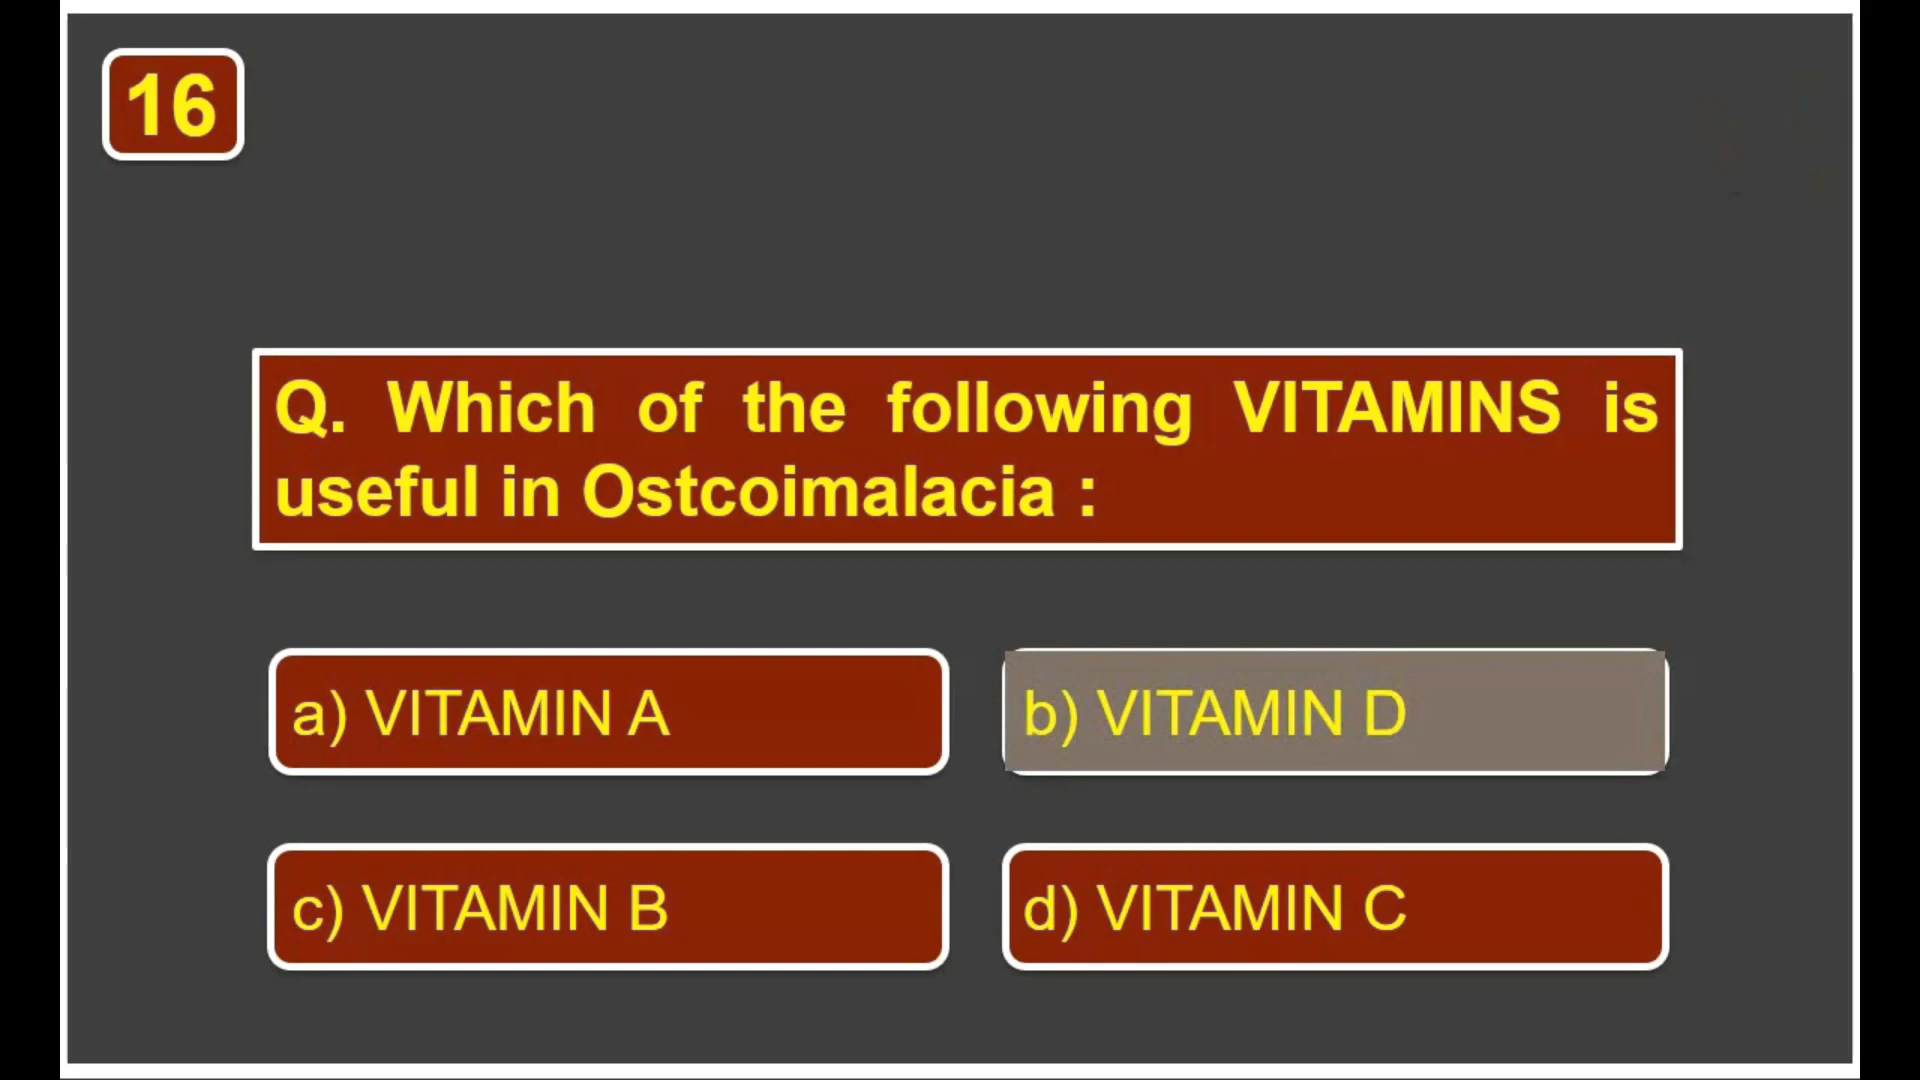 16
Q. Which of the following VITAMINS is
useful in Ostcoimalacia :
a) VITAMIN A
b) VITAMIN D
c) VITAMIN B
d) VITAMIN C